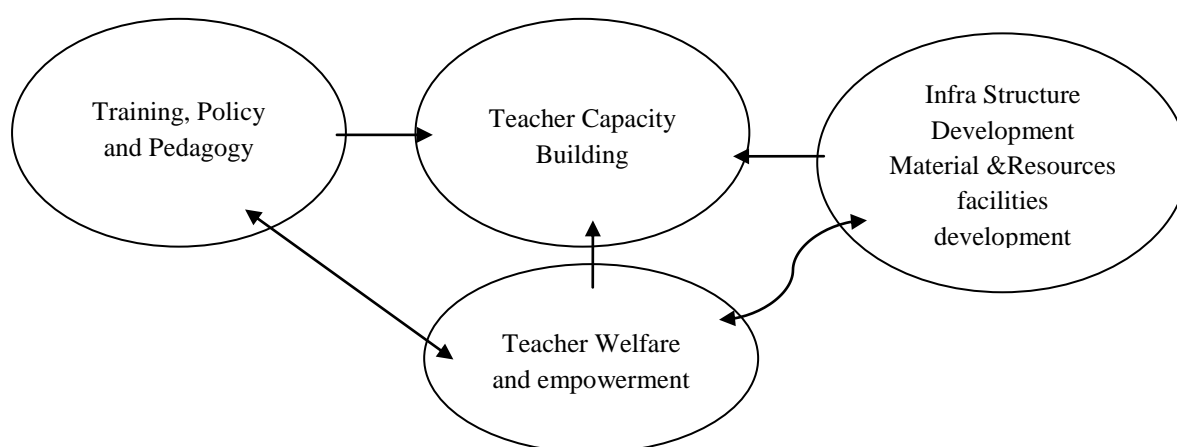 Training, Policy
and Pedagogy
Teacher Capacity
Building
Infra Structure
Development
Material &Resources
facilities
development
Teacher Welfare
and empowerment